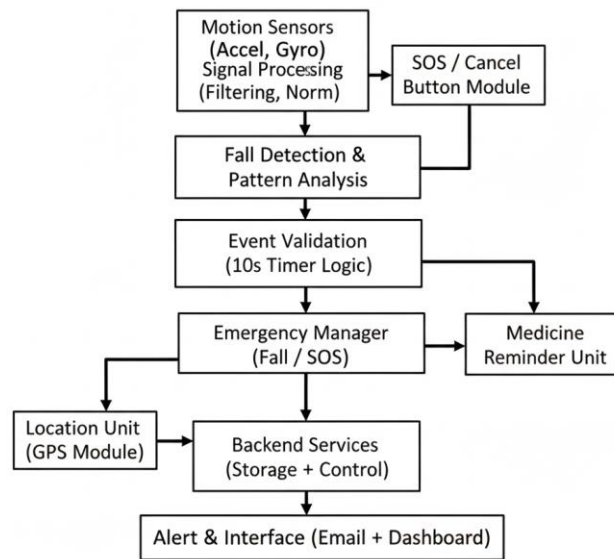 Motion Sensors
(Accel, Gyro)
Signal Processing
(Filtering, Norm)
SOS / Cancel
Button Module
Fall Detection &
Pattern Analysis
Event Validation
(10s Timer Logic)
Emergency Manager
(Fall / SOS)
Medicine
Reminder Unit
Location Unit
(GPS Module)
Backend Services
(Storage + Control)
Alert & Interface (Email + Dashboard)